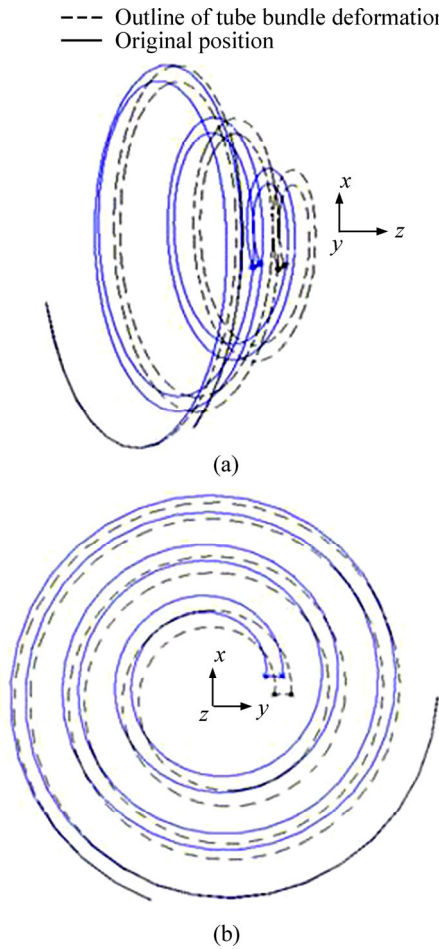 Outline of tube bundle deformation
Original position
x
y
z
(a)
x
z
y
(b)